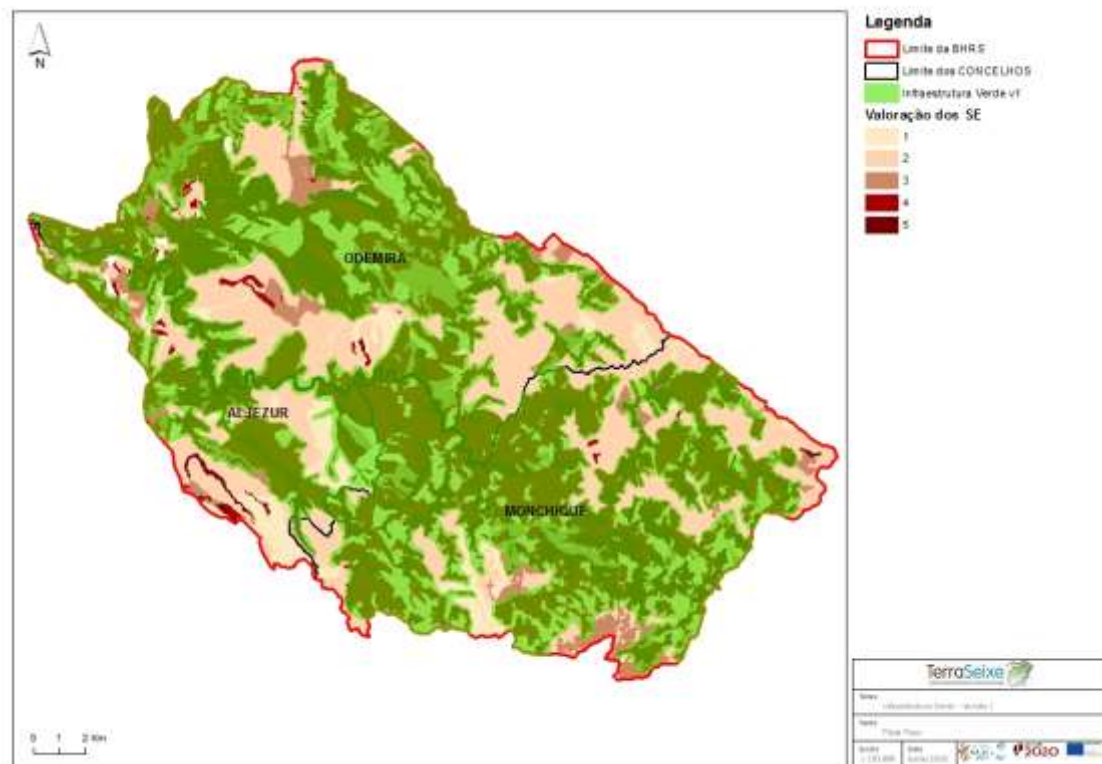 N
ODEMIRA
ALJEZUR
MONCHIQUE
0 1 2 Km
Legenda
Limite da BHRS
Limite dos CONCELHOS
Infraestrutura Verde v1
Valoração dos SE
1
2
3
4
5
TerraSeixe
2020